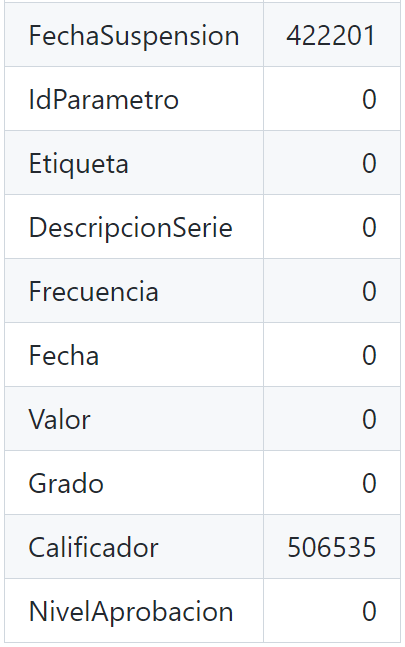 FechaSuspension 422201
IdParametro 0
Etiqueta 0
DescripcionSerie 0
Frecuencia 0
Fecha 0
Valor 0
Grado 0
Calificador 506535
NivelAprobacion 0